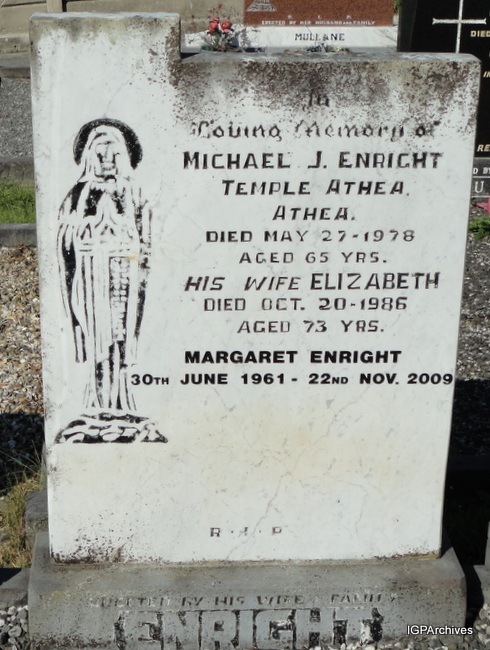 MULLANE
DIED
In
Loving Memory of
MICHAEL J. ENRIGHT
TEMPLE ATHEA,
ATHEA.
DIED MAY 27-1978
AGED 65 YRS.
HIS WIFE ELIZABETH
DIED OCT. 20-1986
AGED 73 YRS.
MARGARET ENRIGHT
30TH JUNE 1961 - 22ND NOV. 2009
R·I·P
ERECTED BY HIS WIFE & FAMILY
ENRIGHT
IGPArchives